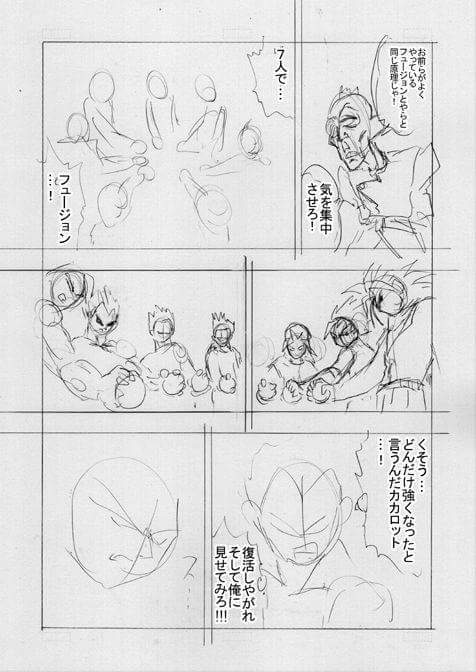 お前らがよく
やっている
フュージョンとやらと
同じ原理じゃ!
気を集中
させろ!
7人で…
フュージョン
…!
くそう…
どんだけ強くなったと
言うんだカカロット
…!
復活しやがれ
そして俺に
見せてみろ!!!